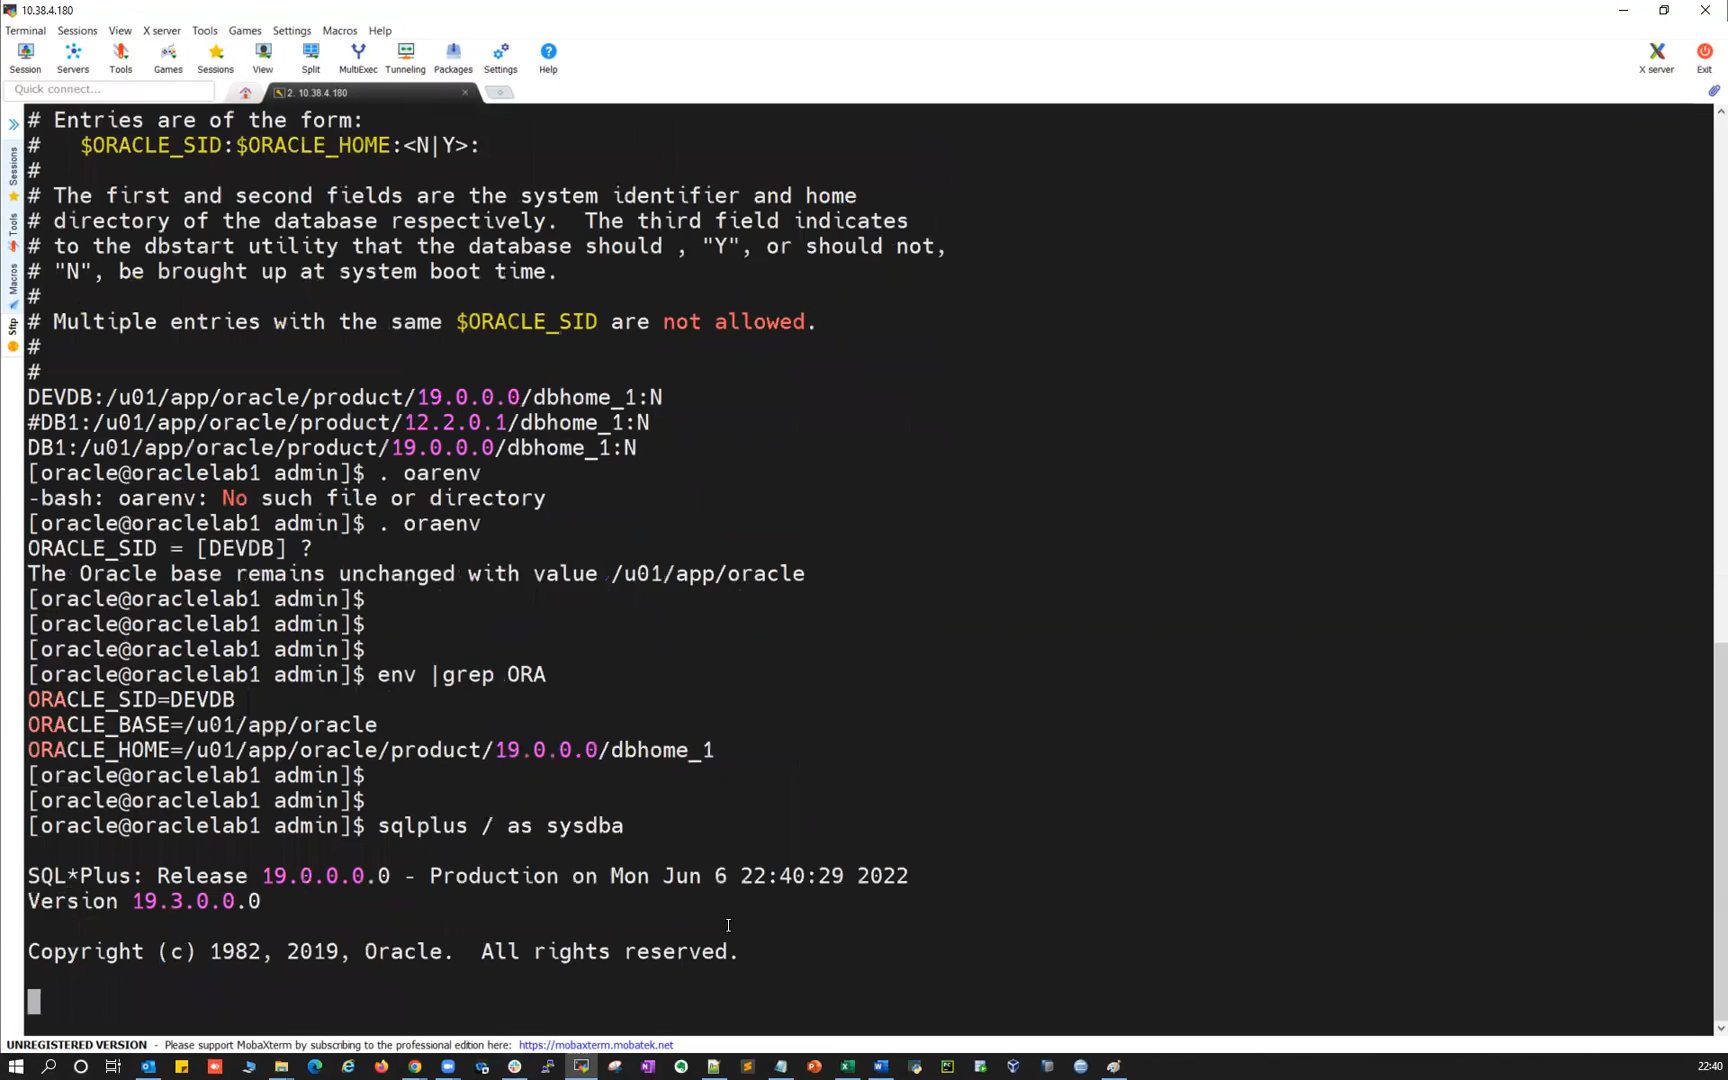 10.38.4.180
Terminal Sessions View X server Tools Games Settings Macros Help
Session Servers Tools Games Sessions View Split MultiExec Tunneling Packages Settings Help X server Exit
Quick connect...
2. 10.38.4.180
Sessions
Tools
Macros
Sftp
# Entries are of the form:
#   $ORACLE_SID:$ORACLE_HOME:<N|Y>:
#
# The first and second fields are the system identifier and home
# directory of the database respectively.  The third field indicates
# to the dbstart utility that the database should , "Y", or should not,
# "N", be brought up at system boot time.
#
# Multiple entries with the same $ORACLE_SID are not allowed.
#
#
DEVDB:/u01/app/oracle/product/19.0.0.0/dbhome_1:N
#DB1:/u01/app/oracle/product/12.2.0.1/dbhome_1:N
DB1:/u01/app/oracle/product/19.0.0.0/dbhome_1:N
[oracle@oraclelab1 admin]$ . oarenv
-bash: oarenv: No such file or directory
[oracle@oraclelab1 admin]$ . oraenv
ORACLE_SID = [DEVDB] ?
The Oracle base remains unchanged with value /u01/app/oracle
[oracle@oraclelab1 admin]$
[oracle@oraclelab1 admin]$
[oracle@oraclelab1 admin]$
[oracle@oraclelab1 admin]$ env |grep ORA
ORACLE_SID=DEVDB
ORACLE_BASE=/u01/app/oracle
ORACLE_HOME=/u01/app/oracle/product/19.0.0.0/dbhome_1
[oracle@oraclelab1 admin]$
[oracle@oraclelab1 admin]$
[oracle@oraclelab1 admin]$ sqlplus / as sysdba
SQL*Plus: Release 19.0.0.0.0 - Production on Mon Jun 6 22:40:29 2022
Version 19.3.0.0.0
Copyright (c) 1982, 2019, Oracle.  All rights reserved.
UNREGISTERED VERSION - Please support MobaXterm by subscribing to the professional edition here: https://mobaxterm.mobatek.net
22:40